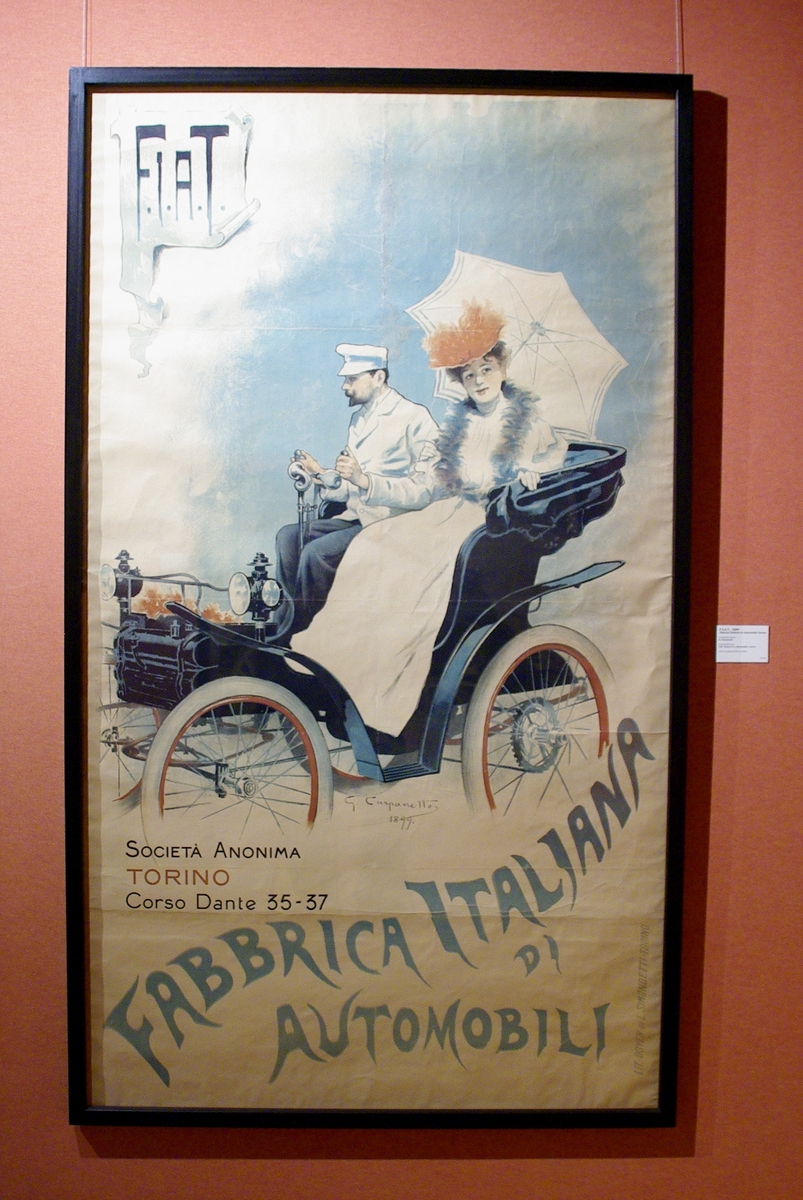 F.I.A.T.
G. Carpanetto
1899.
SOCIETÀ ANONIMA
TORINO
Corso Dante 35-37
FABBRICA ITALIANA
DI
AUTOMOBILI